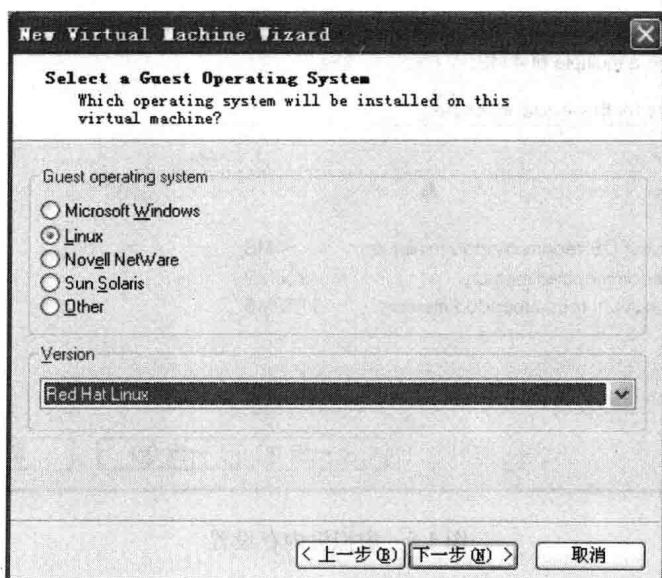 New Virtual Machine Wizard
Select a Guest Operating System
Which operating system will be installed on this
virtual machine?
Guest operating system
Microsoft Windows
Linux
Novell NetWare
Sun Solaris
Other
Version
Red Hat Linux
< 上一步(B)
下一步(N) >
取消